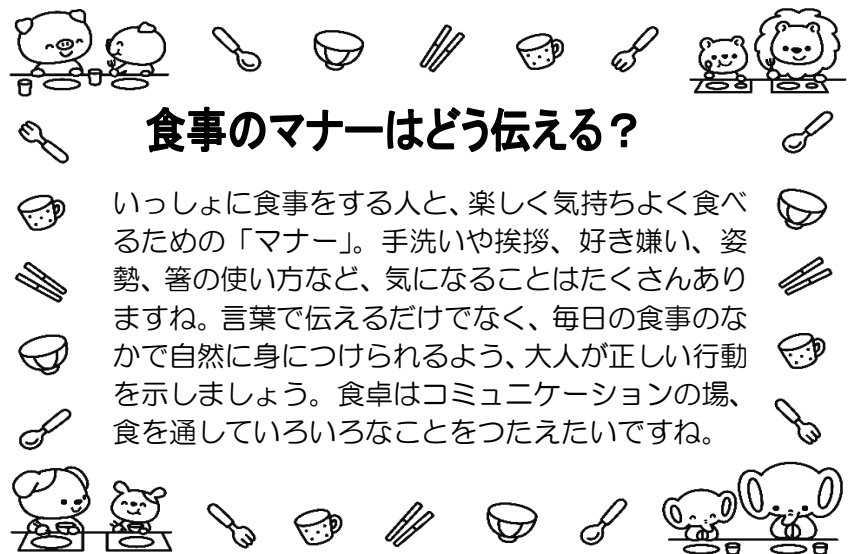 食事のマナーはどう伝える？
いっしょに食事をする人と、楽しく気持ちよく食べ
るための「マナー」。手洗いや挨拶、好き嫌い、姿
勢、箸の使い方など、気になることはたくさんあり
ますね。言葉で伝えるだけでなく、毎日の食事のな
かで自然に身につけられるよう、大人が正しい行動
を示しましょう。食卓はコミュニケーションの場、
食を通していろいろなことをつたえたいですね。